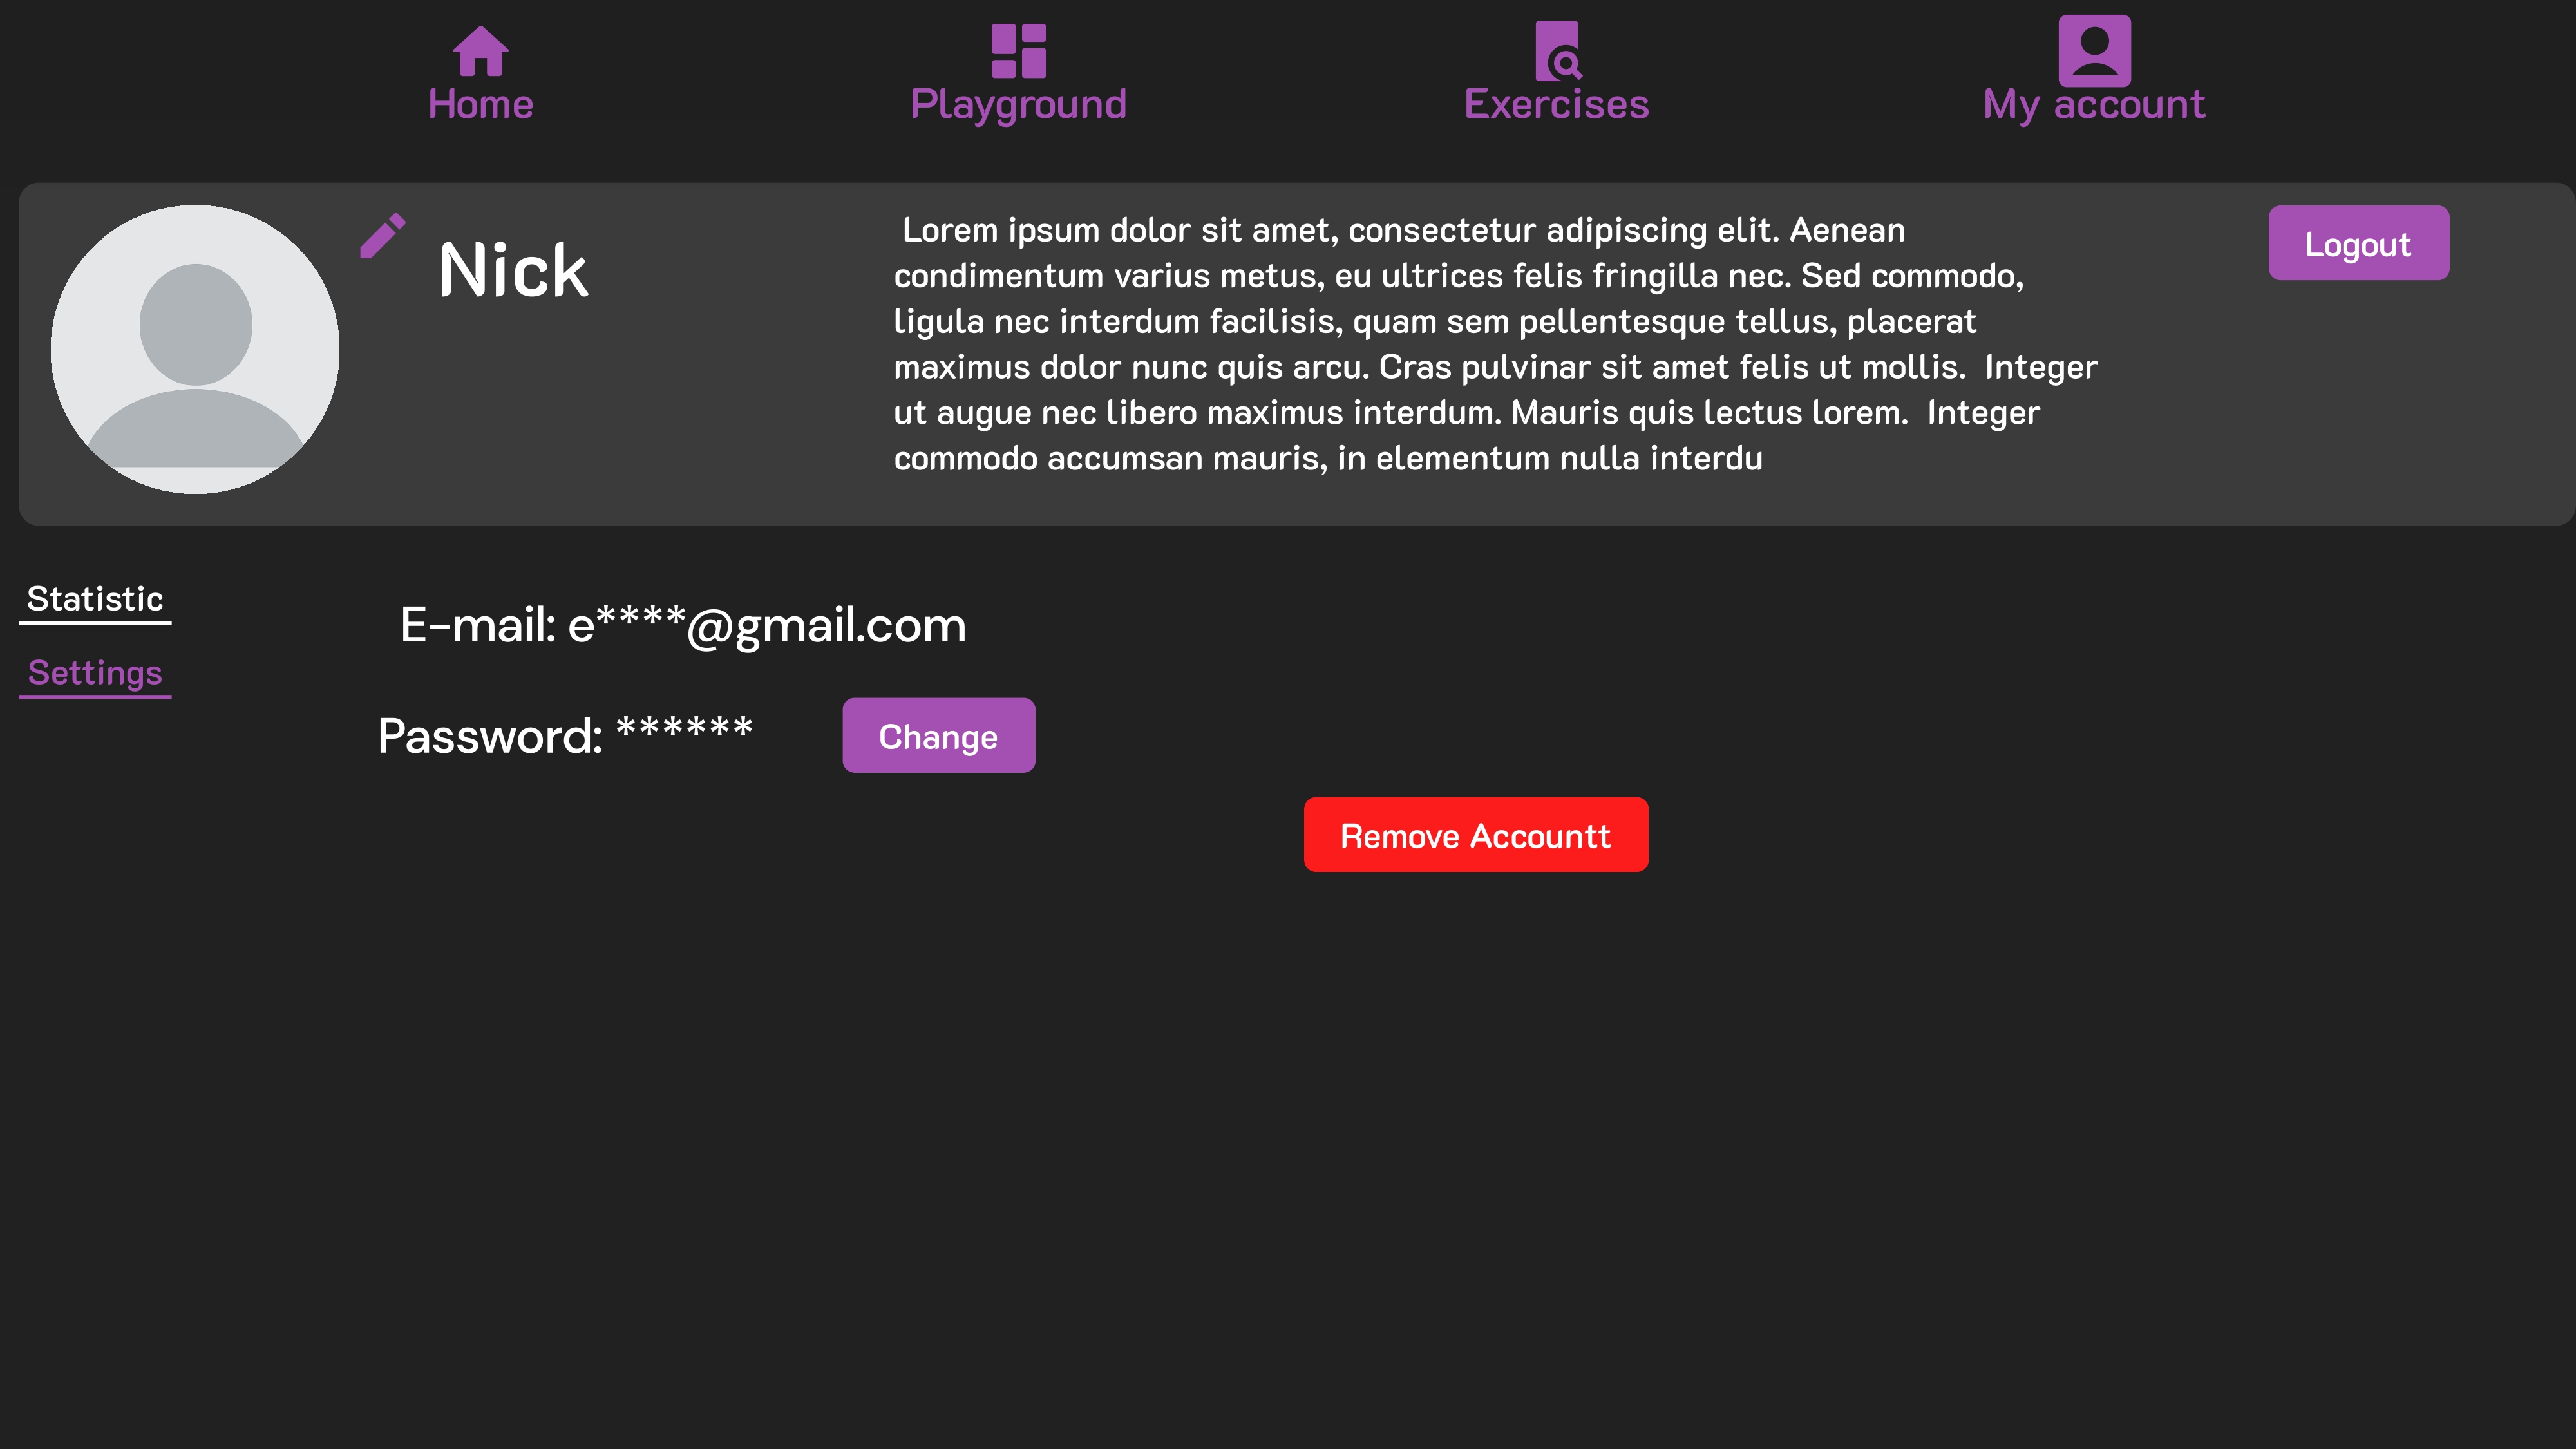 Home
Playground
Exercises
My account
Nick
Lorem ipsum dolor sit amet, consectetur adipiscing elit. Aenean
condimentum varius metus, eu ultrices felis fringilla nec. Sed commodo,
ligula nec interdum facilisis, quam sem pellentesque tellus, placerat
maximus dolor nunc quis arcu. Cras pulvinar sit amet felis ut mollis.  Integer
ut augue nec libero maximus interdum. Mauris quis lectus lorem.  Integer
commodo accumsan mauris, in elementum nulla interdu
Logout
Statistic
Settings
E-mail: e****@gmail.com
Password: ******
Change
Remove Accountt